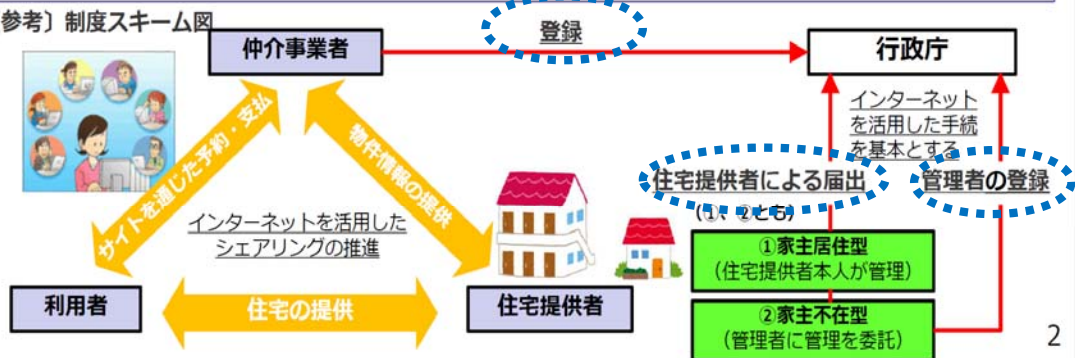 参考〕制度スキーム図
仲介事業者
登録
行政庁
インターネット
を活用した手続
を基本とする
サイトを通じた予約・支払
物件情報の提供
住宅提供者による届出
(①、②とも)
管理者の登録
インターネットを活用した
シェアリングの推進
①家主居住型
（住宅提供者本人が管理）
利用者
住宅の提供
住宅提供者
②家主不在型
（管理者に管理を委託）
2